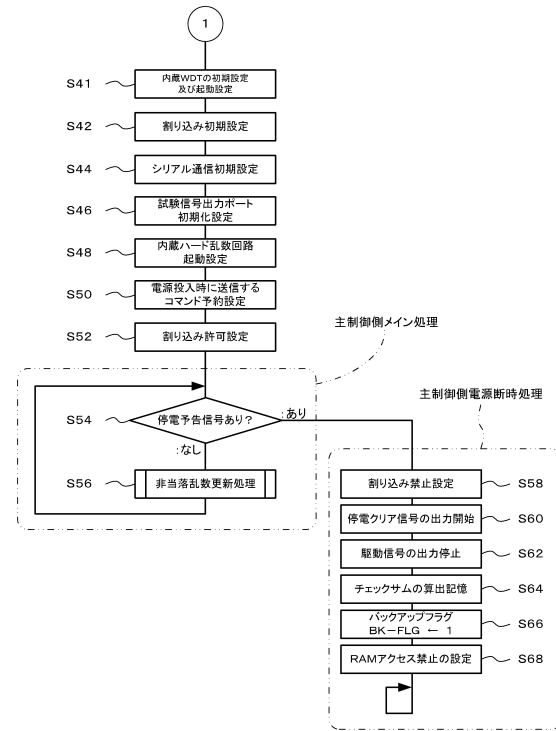 1
S41
内蔵WDTの初期設定
及び起動設定
S42
割り込み初期設定
S44
シリアル通信初期設定
S46
試験信号出力ポート
初期化設定
S48
内蔵ハード乱数回路
起動設定
S50
電源投入時に送信する
コマンド予約設定
S52
割り込み許可設定
主制御側メイン処理
S54
停電予告信号あり？
:あり
:なし
S56
非当落乱数更新処理
主制御側電源断時処理
割り込み禁止設定
S58
停電クリア信号の出力開始
S60
駆動信号の出力停止
S62
チェックサムの算出記憶
S64
バックアップフラグ
BK－FLG ← 1
S66
RAMアクセス禁止の設定
S68